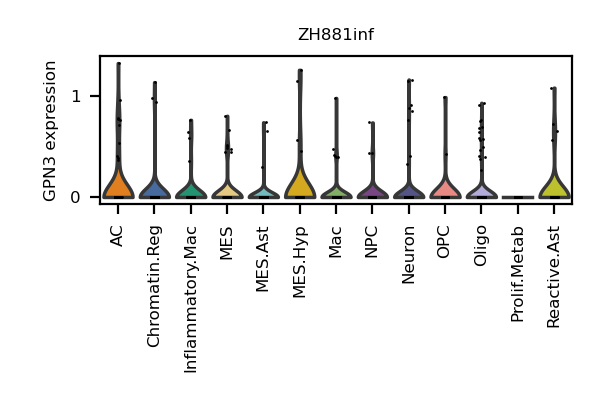 ZH881inf
GPN3 expression
1
0
AC
Chromatin.Reg
Inflammatory.Mac
MES
MES.Ast
MES.Hyp
Mac
NPC
Neuron
OPC
Oligo
Prolif.Metab
Reactive.Ast